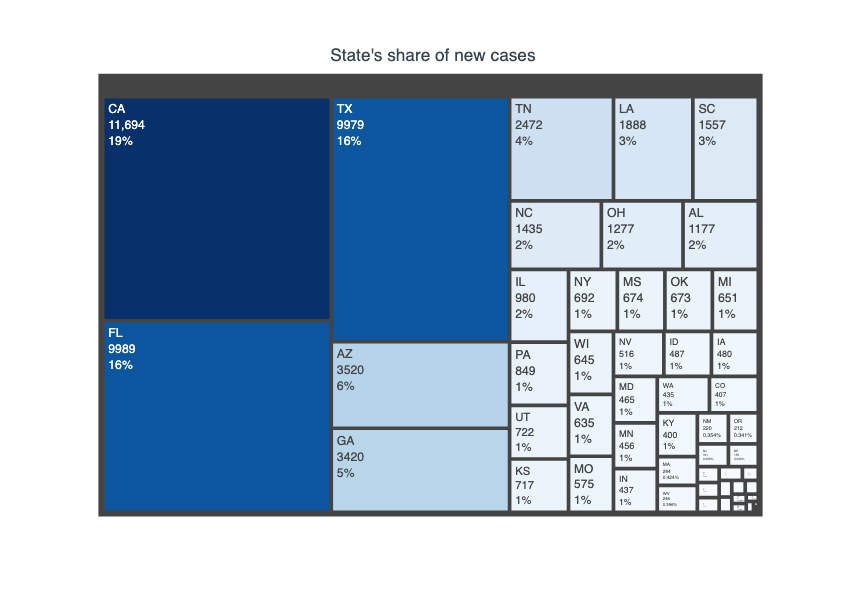 State's share of new cases
CA
11,694
19%
FL
9989
16%
TX
9979
16%
AZ
3520
6%
GA
3420
5%
TN
2472
4%
LA
1888
3%
SC
1557
3%
NC
1435
2%
OH
1277
2%
AL
1177
2%
IL
980
2%
PA
849
1%
UT
722
1%
KS
717
1%
NY
692
1%
MS
674
1%
OK
673
1%
MI
651
1%
WI
645
1%
VA
635
1%
MO
575
1%
NV
516
1%
ID
487
1%
IA
480
1%
MD
465
1%
MN
456
1%
IN
437
1%
WA
435
1%
CO
407
1%
KY
400
1%
MA
264
0.424%
WV
NM
220
0.354%
OR
212
0.341%